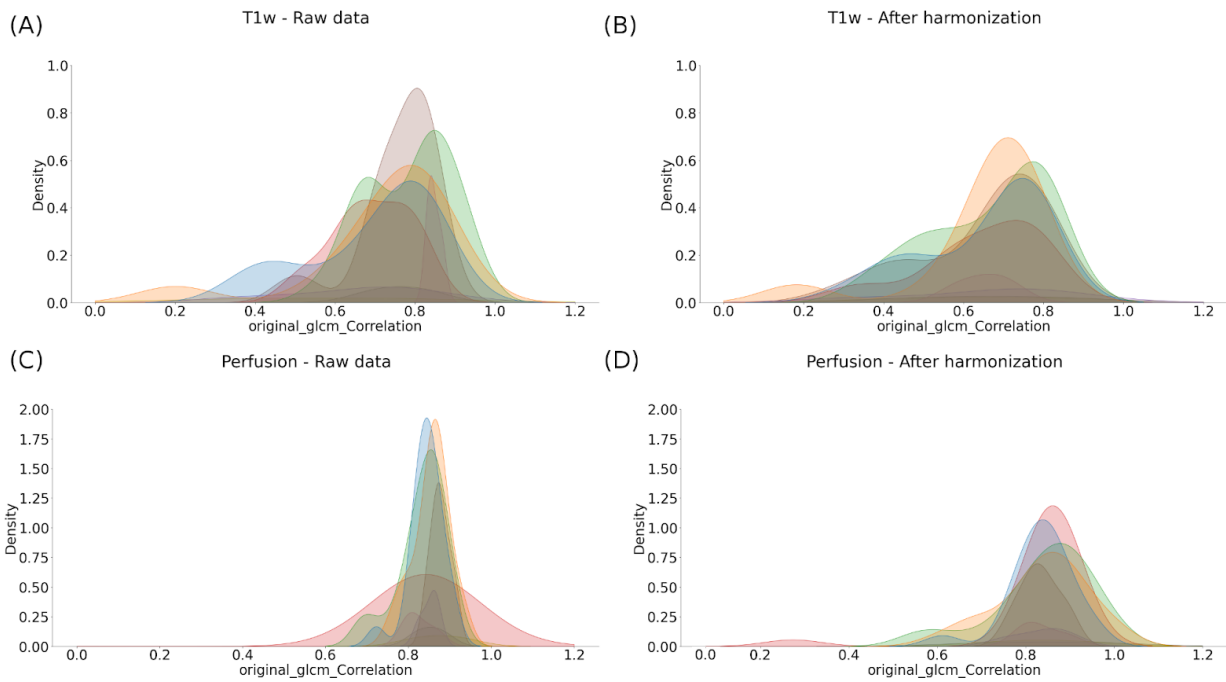 (A)
T1w - Raw data
Density
1.0
0.8
0.6
0.4
0.2
0.0
0.0 0.2 0.4 0.6 0.8 1.0 1.2
original_glcm_Correlation
(B)
T1w - After harmonization
Density
1.0
0.8
0.6
0.4
0.2
0.0
0.0 0.2 0.4 0.6 0.8 1.0 1.2
original_glcm_Correlation
(C)
Perfusion - Raw data
Density
2.00
1.75
1.50
1.25
1.00
0.75
0.50
0.25
0.00
0.0 0.2 0.4 0.6 0.8 1.0 1.2
original_glcm_Correlation
(D)
Perfusion - After harmonization
Density
2.00
1.75
1.50
1.25
1.00
0.75
0.50
0.25
0.00
0.0 0.2 0.4 0.6 0.8 1.0 1.2
original_glcm_Correlation